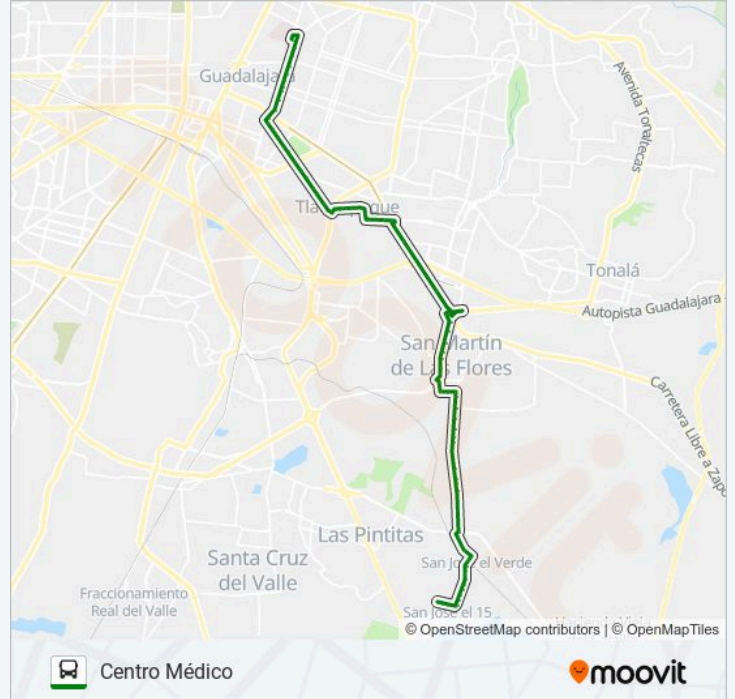 Guadalajara
Avenida Tonaltecas
Tlaquepaque
Tonalá
Autopista Guadalajara
San Martín
de Las Flores
Carretera Libre a Zapo
Las Pintitas
Santa Cruz
del Valle
San José el Verde
Fraccionamiento
Real del Valle
San José el 15
© OpenStreetMap contributors | © OpenMapTiles
Centro Médico
moovit